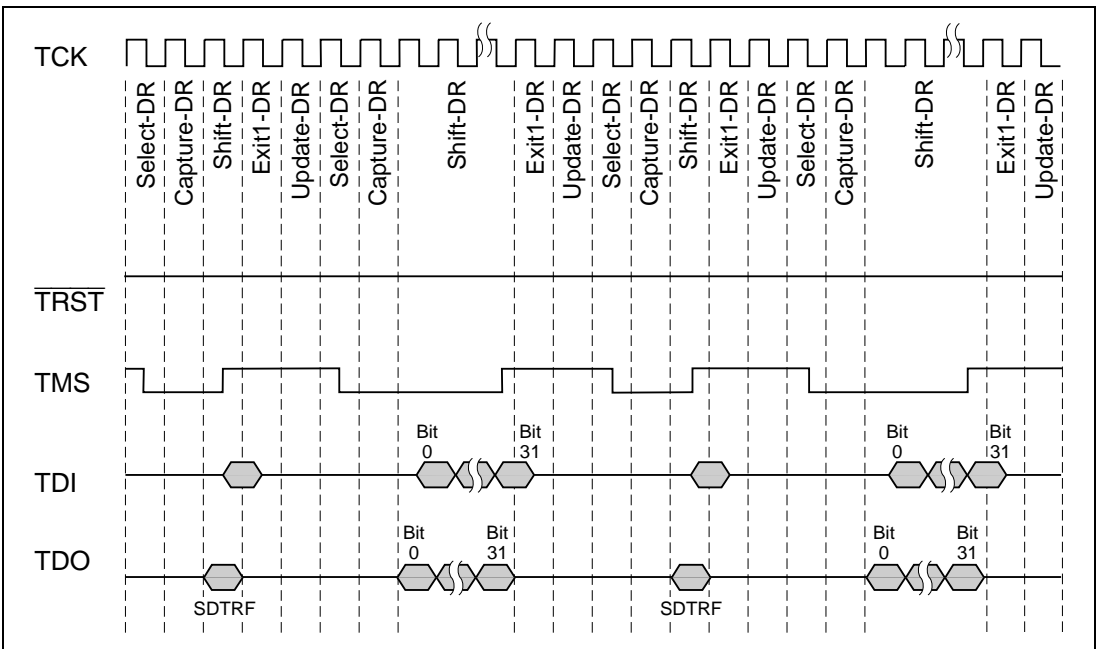 TCK
Select-DR
Capture-DR
Shift-DR
Exit1-DR
Update-DR
Select-DR
Capture-DR
Shift-DR
Exit1-DR
Update-DR
Select-DR
Capture-DR
Shift-DR
Exit1-DR
Update-DR
Select-DR
Capture-DR
Shift-DR
Exit1-DR
Update-DR
TRST
TMS
TDI
Bit
0
Bit
31
Bit
0
Bit
31
TDO
SDTRF
Bit
0
Bit
31
SDTRF
Bit
0
Bit
31